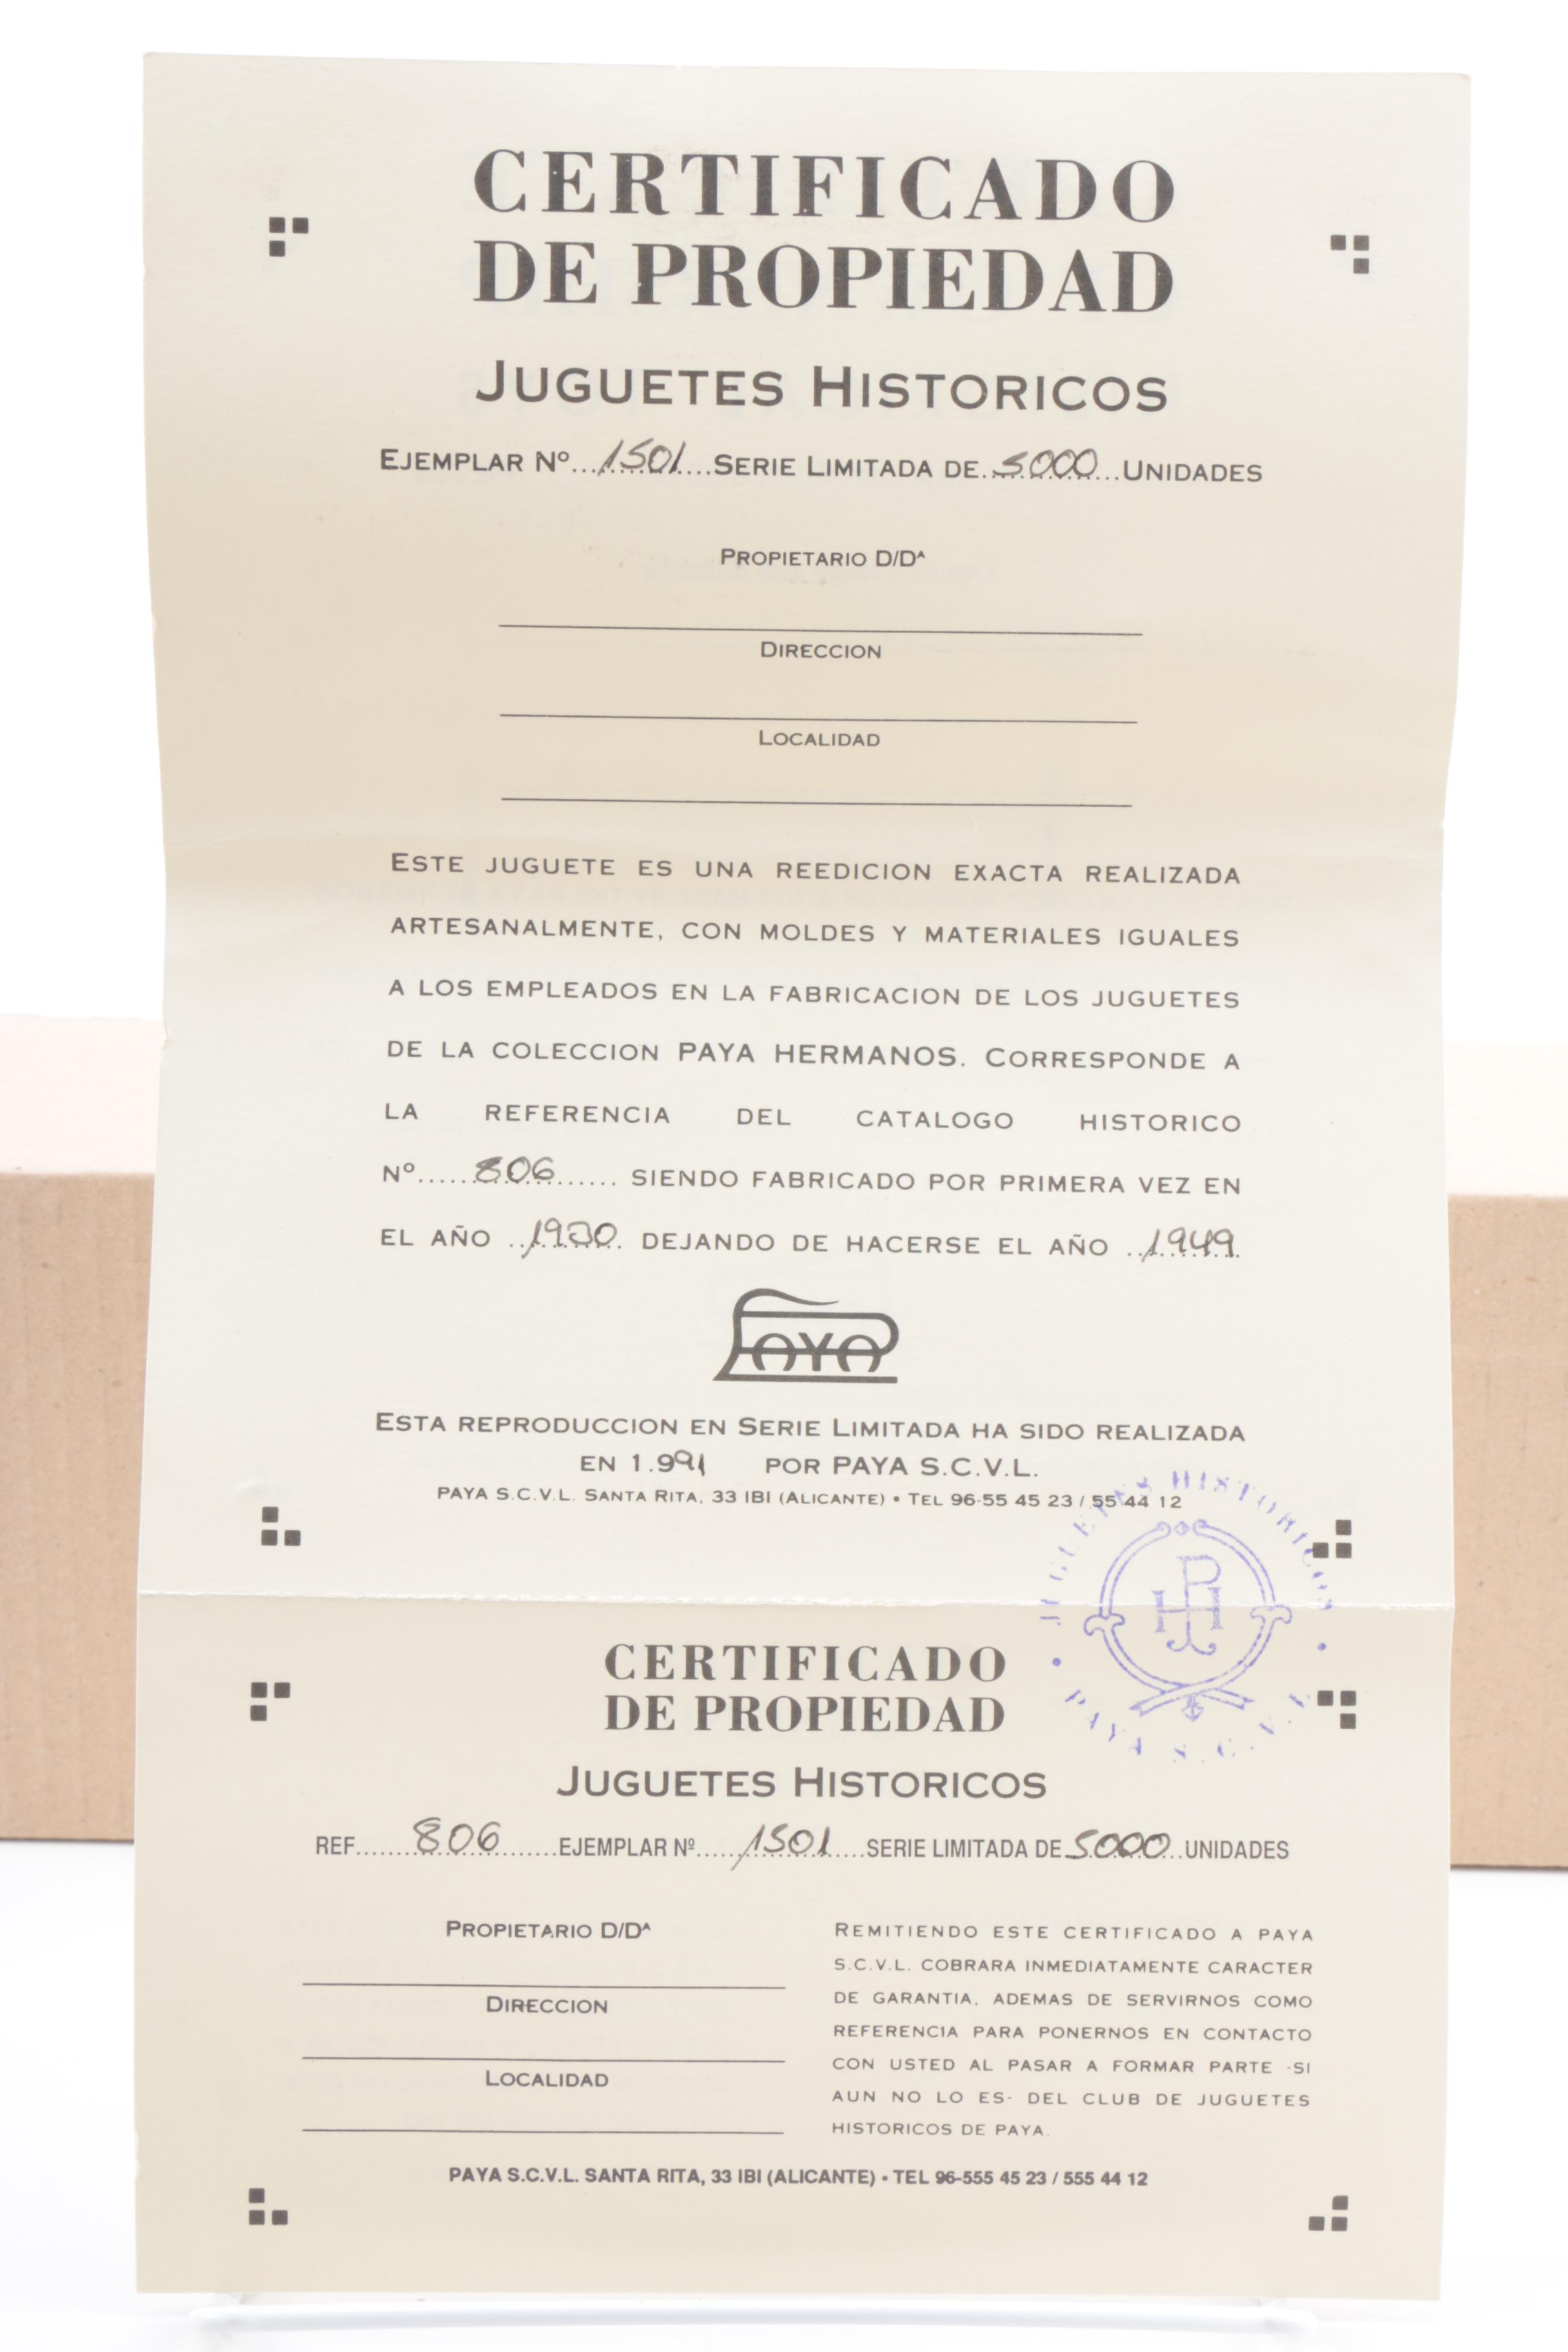 CERTIFICADO
DE PROPIEDAD
JUGUETES HISTORICOS
EJEMPLAR Nº...1501...SERIE LIMITADA DE...5000...UNIDADES
PROPIETARIO D/Dᴬ
DIRECCION
LOCALIDAD
ESTE JUGUETE ES UNA REEDICION EXACTA REALIZADA
ARTESANALMENTE, CON MOLDES Y MATERIALES IGUALES
A LOS EMPLEADOS EN LA FABRICACION DE LOS JUGUETES
DE LA COLECCION PAYA HERMANOS. CORRESPONDE A
LA REFERENCIA DEL CATALOGO HISTORICO
Nº.....806...... SIENDO FABRICADO POR PRIMERA VEZ EN
EL AÑO ..1930.. DEJANDO DE HACERSE EL AÑO ..1949
PAYA
ESTA REPRODUCCION EN SERIE LIMITADA HA SIDO REALIZADA
EN 1.991 POR PAYA S.C.V.L.
PAYA S.C.V.L. SANTA RITA, 33 IBI (ALICANTE) • TEL 96-55 45 23 / 55 44 12
JUGUETES HISTORICOS • PAYA S.C.V.L. •
PH
CERTIFICADO
DE PROPIEDAD
JUGUETES HISTORICOS
REF.......806.......EJEMPLAR Nº.....1501....SERIE LIMITADA DE..5000..UNIDADES
PROPIETARIO D/Dᴬ
DIRECCION
LOCALIDAD
REMITIENDO ESTE CERTIFICADO A PAYA
S.C.V.L. COBRARA INMEDIATAMENTE CARACTER
DE GARANTIA, ADEMAS DE SERVIRNOS COMO
REFERENCIA PARA PONERNOS EN CONTACTO
CON USTED AL PASAR A FORMAR PARTE -SI
AUN NO LO ES- DEL CLUB DE JUGUETES
HISTORICOS DE PAYA.
PAYA S.C.V.L. SANTA RITA, 33 IBI (ALICANTE) • TEL 96-555 45 23 / 555 44 12